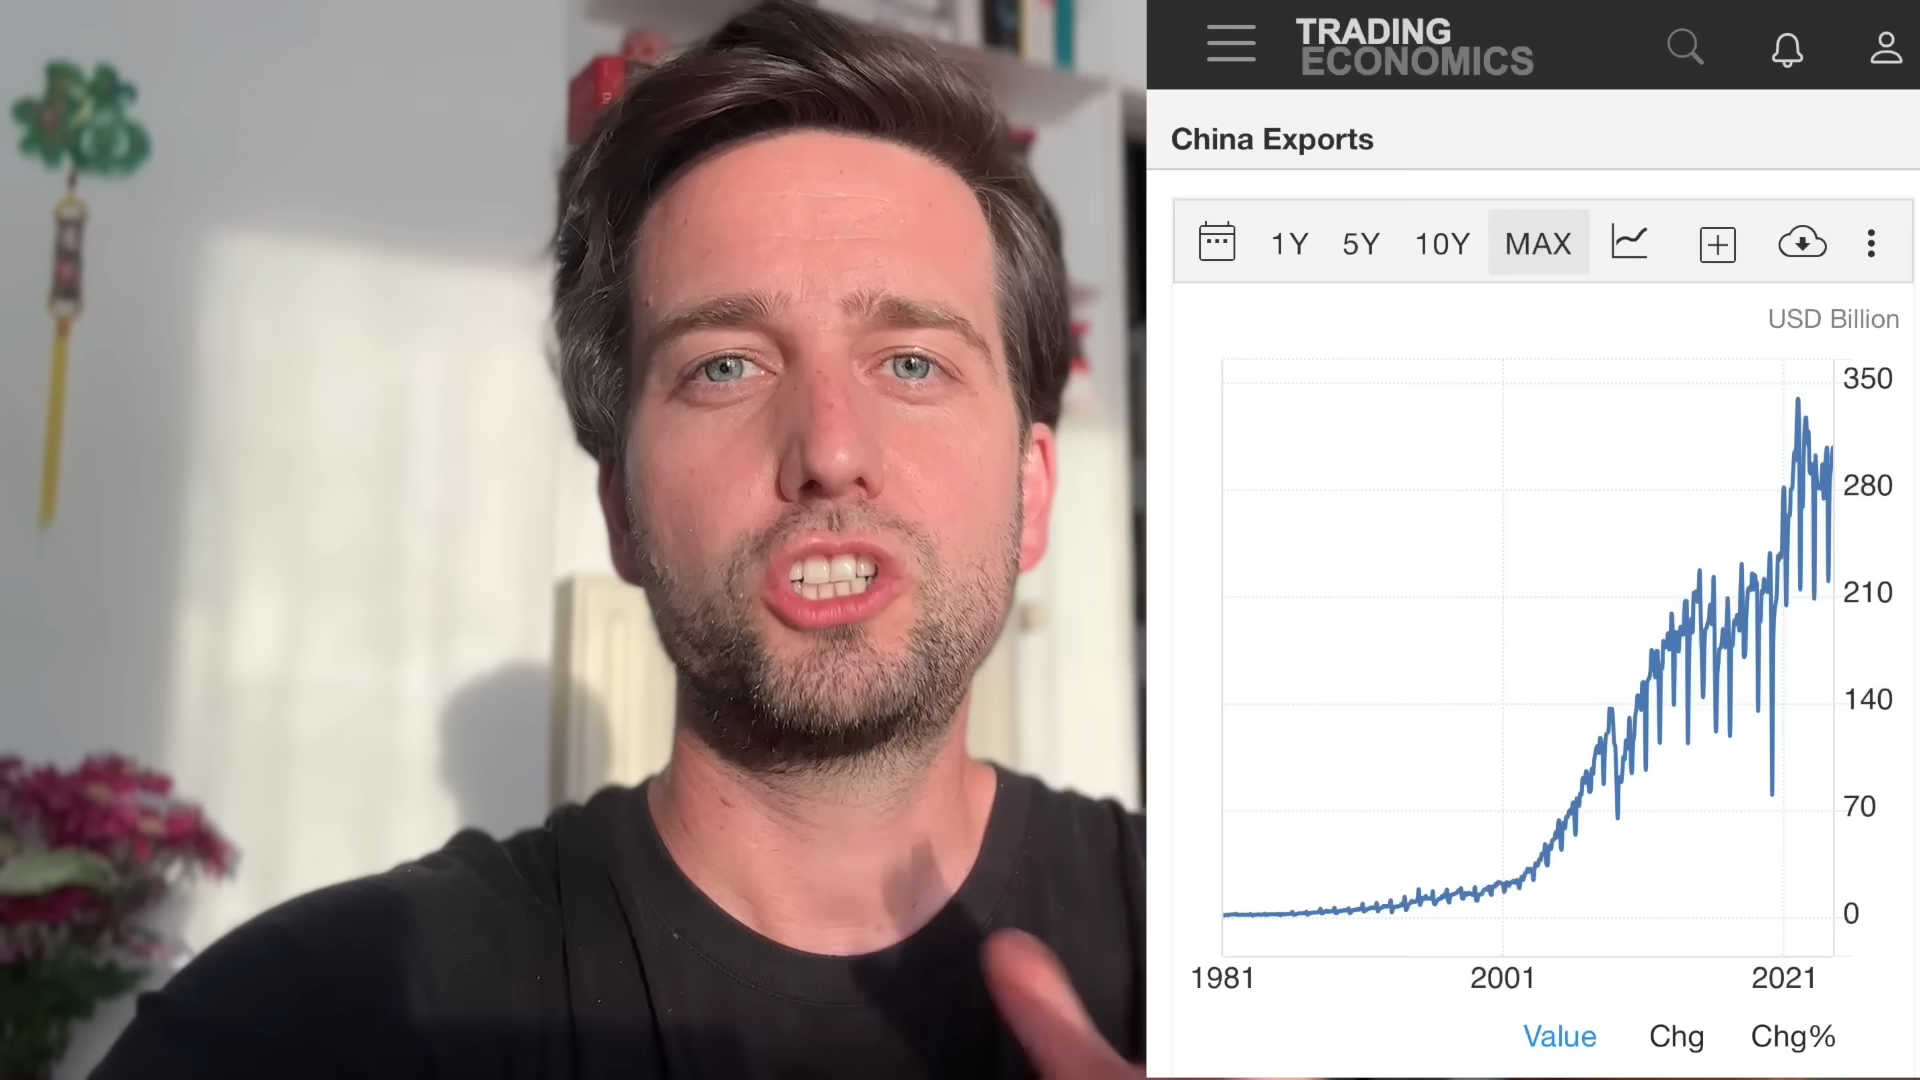 TRADING
ECONOMICS
China Exports
1Y 5Y 10Y MAX
USD Billion
350
280
210
140
70
0
1981 2001 2021
Value Chg Chg%